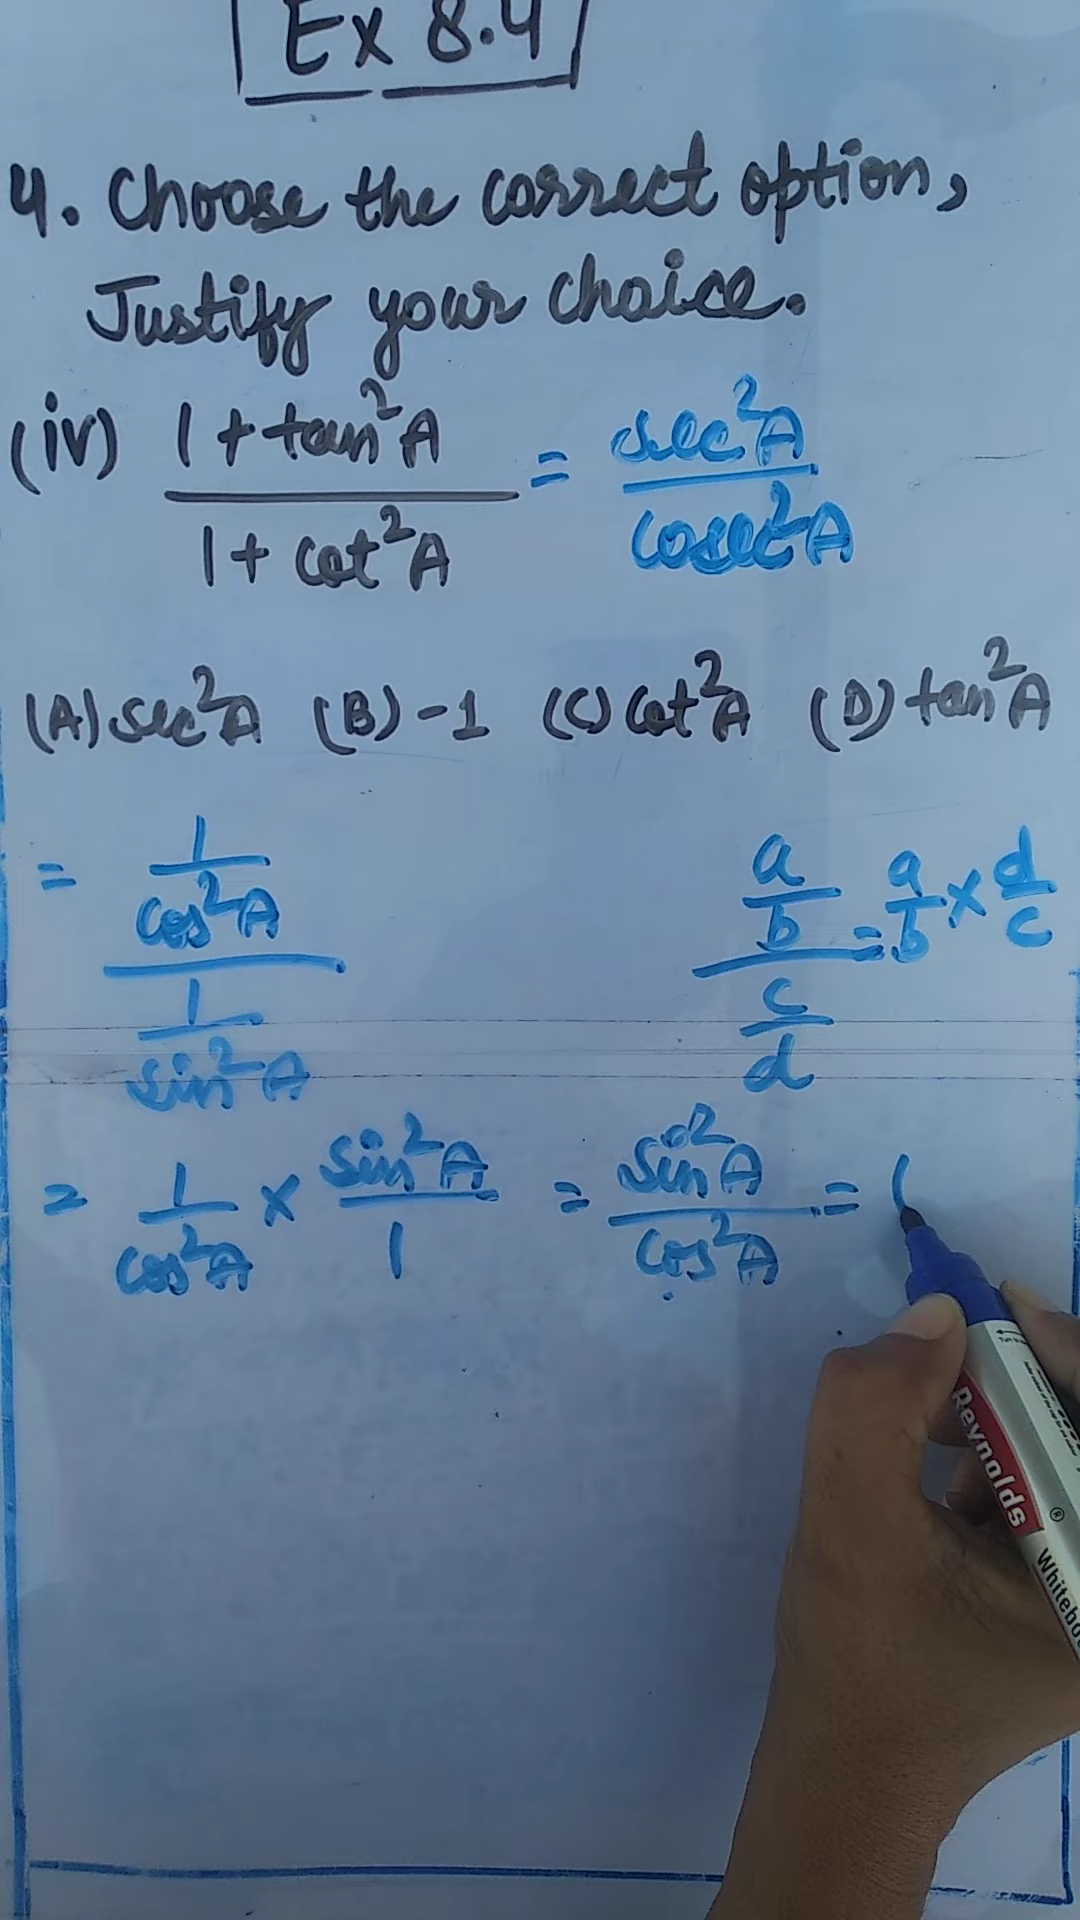 Ex 8.4
4. Choose the correct option,
Justify your choice.
(iv) 1 + tan²A / 1 + cot²A = sec²A / cosec²A
(A) sec²A (B) -1 (C) cot²A (D) tan²A
= 1/cos²A / 1/sin²A
a/b / c/d = a/b × d/c
= 1/cos²A × sin²A/1 = sin²A/cos²A = (
Reynolds
®